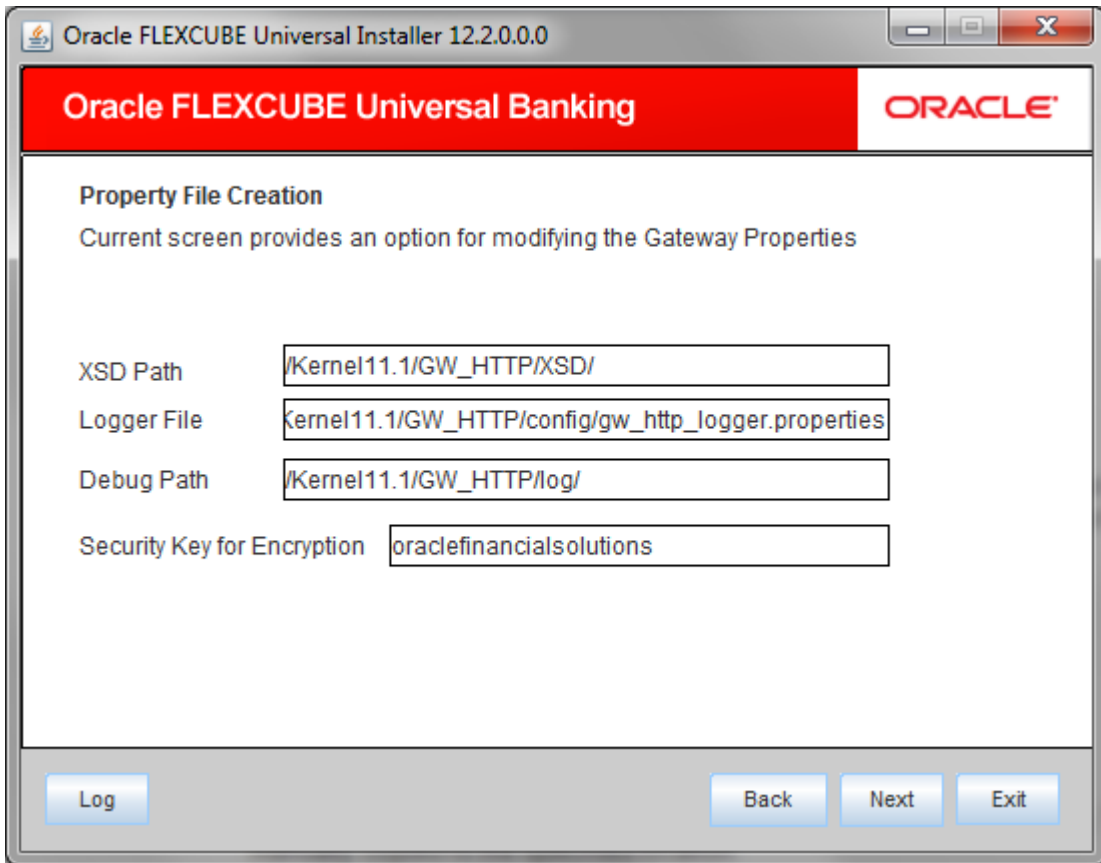 Oracle FLEXCUBE Universal Installer 12.2.0.0.0
Oracle FLEXCUBE Universal Banking
ORACLE
Property File Creation
Current screen provides an option for modifying the Gateway Properties
XSD Path /Kernel11.1/GW_HTTP/XSD/
Logger File Kernel11.1/GW_HTTP/config/gw_http_logger.properties
Debug Path /Kernel11.1/GW_HTTP/log/
Security Key for Encryption oraclefinancialsolutions
Log Back Next Exit